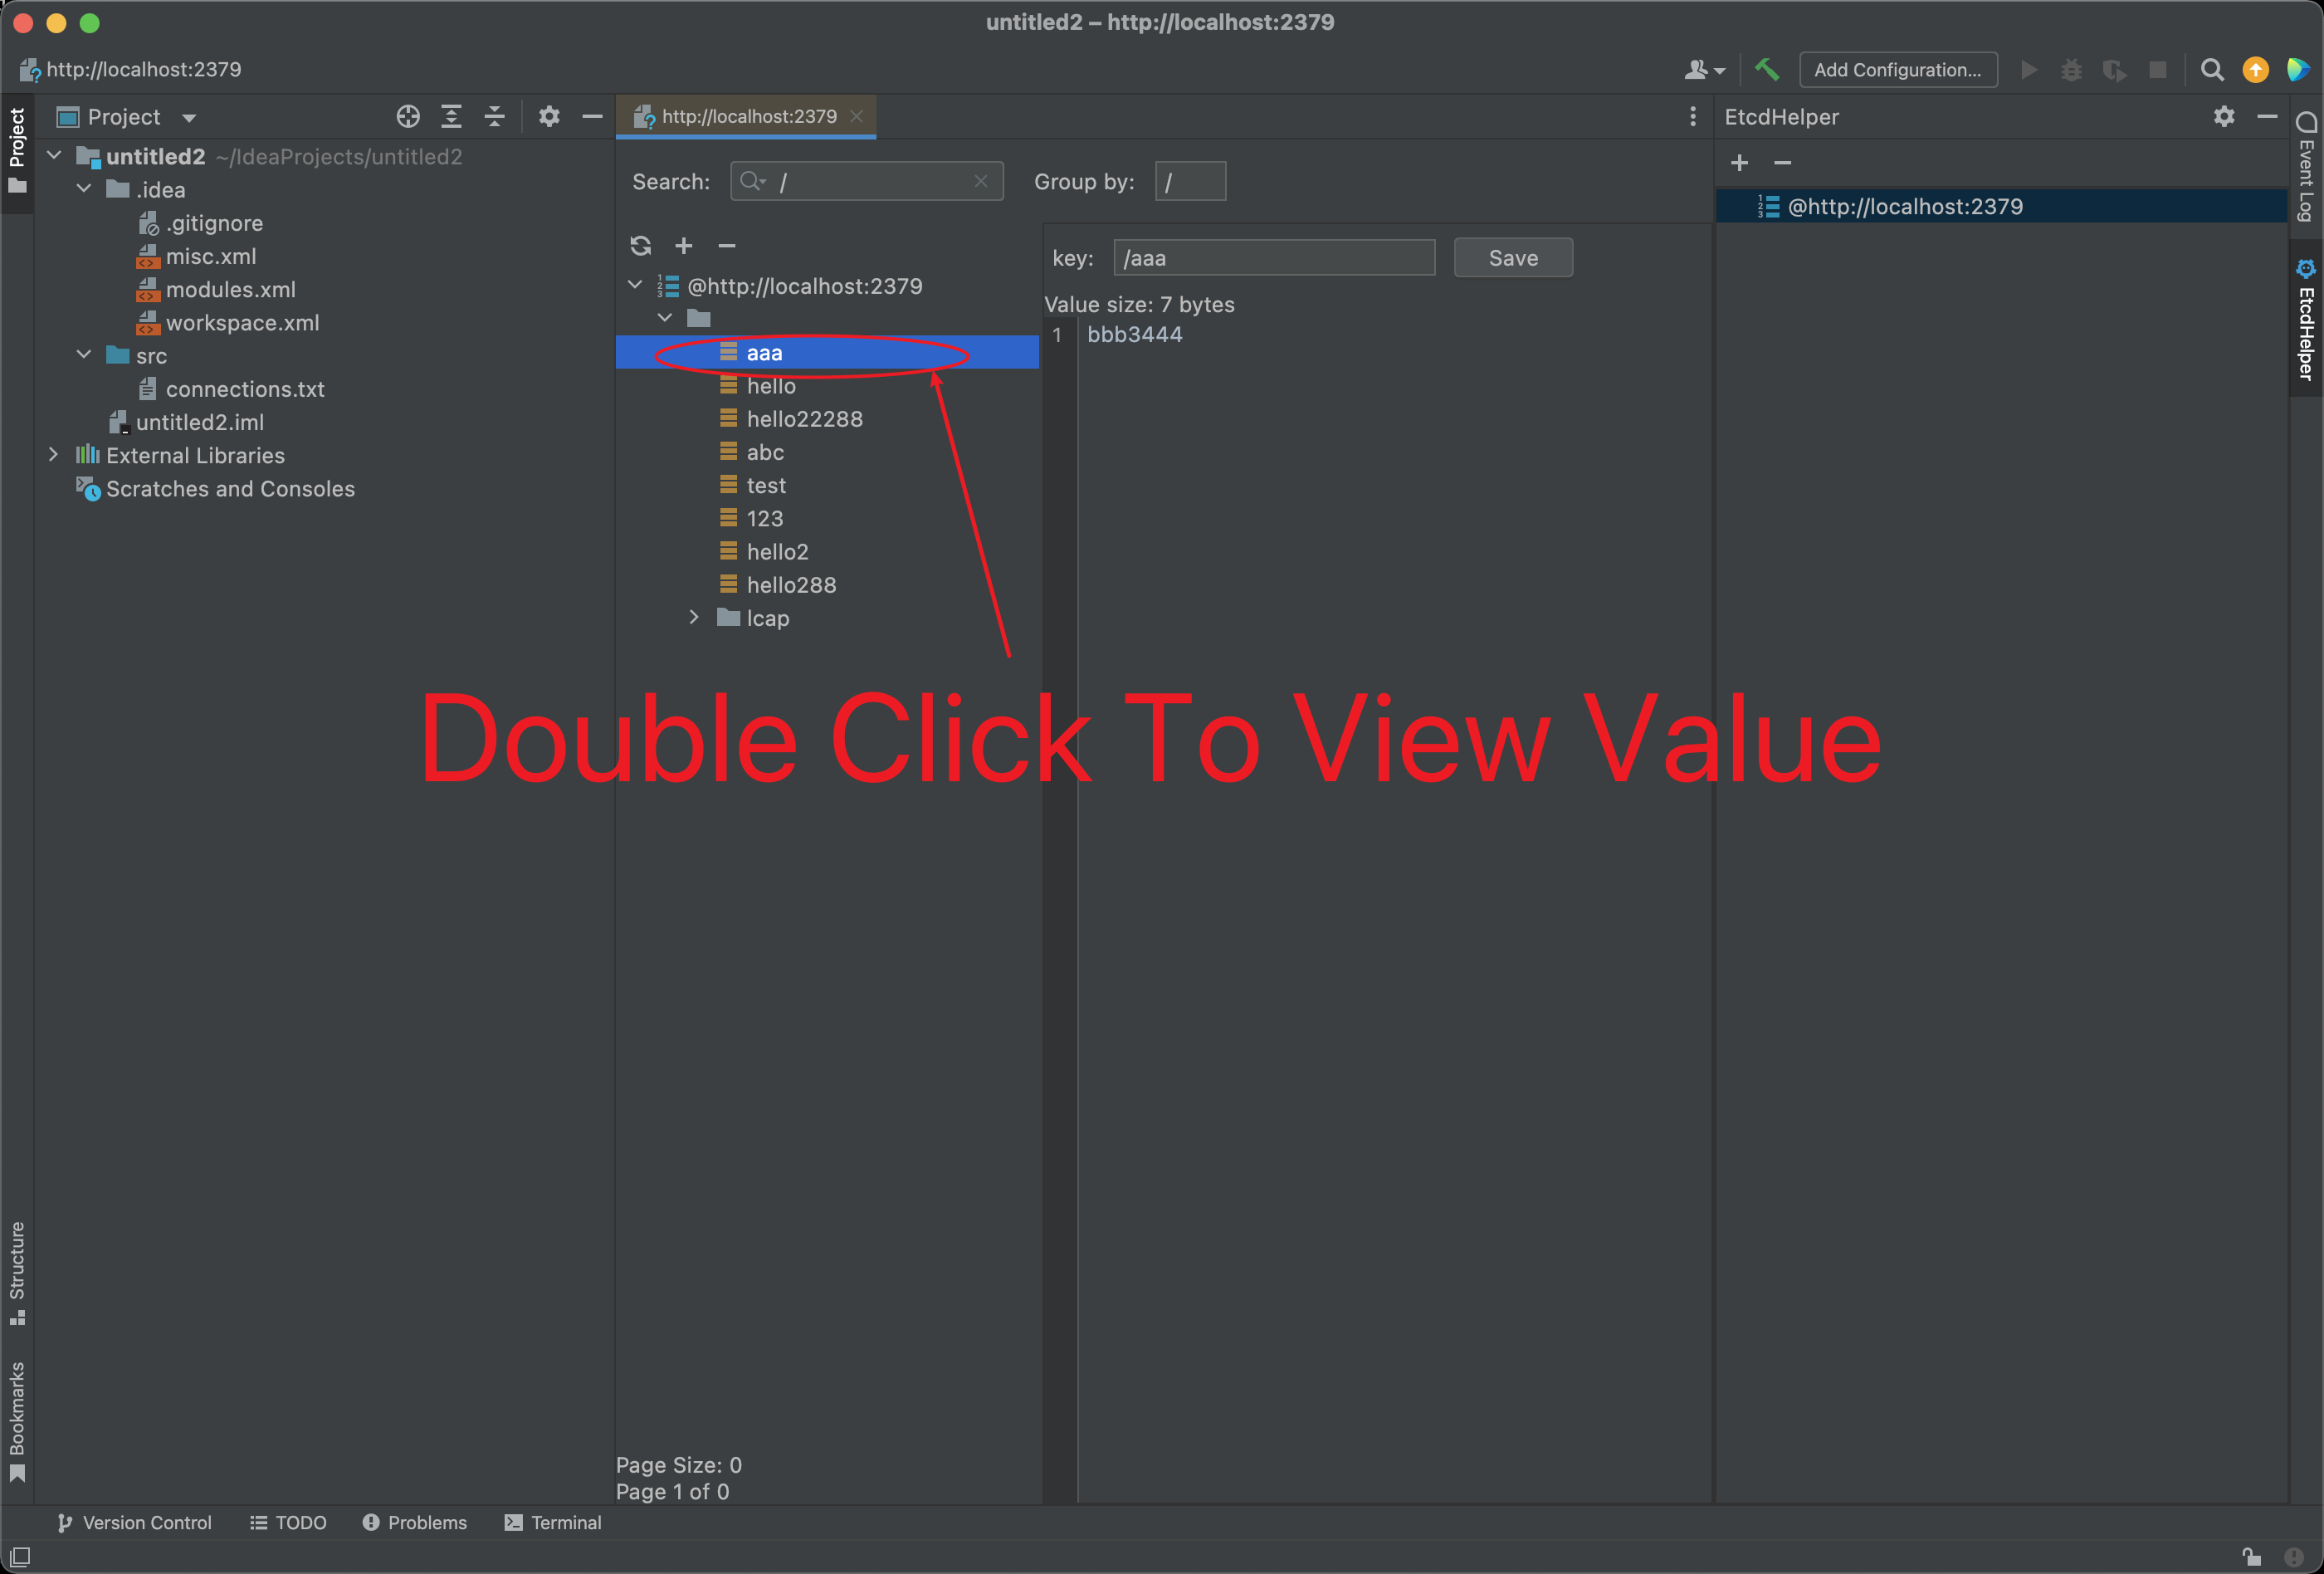 untitled2 – http://localhost:2379
http://localhost:2379
Add Configuration...
Project
Project
untitled2 ~/IdeaProjects/untitled2
.idea
.gitignore
misc.xml
modules.xml
workspace.xml
src
connections.txt
untitled2.iml
External Libraries
Scratches and Consoles
http://localhost:2379
Search: /
Group by: /
@http://localhost:2379
aaa
hello
hello22288
abc
test
123
hello2
hello288
lcap
key: /aaa Save
Value size: 7 bytes
1 bbb3444
EtcdHelper
@http://localhost:2379
Event Log
EtcdHelper
Double Click To View Value
Structure
Bookmarks
Page Size: 0
Page 1 of 0
Version Control TODO Problems Terminal